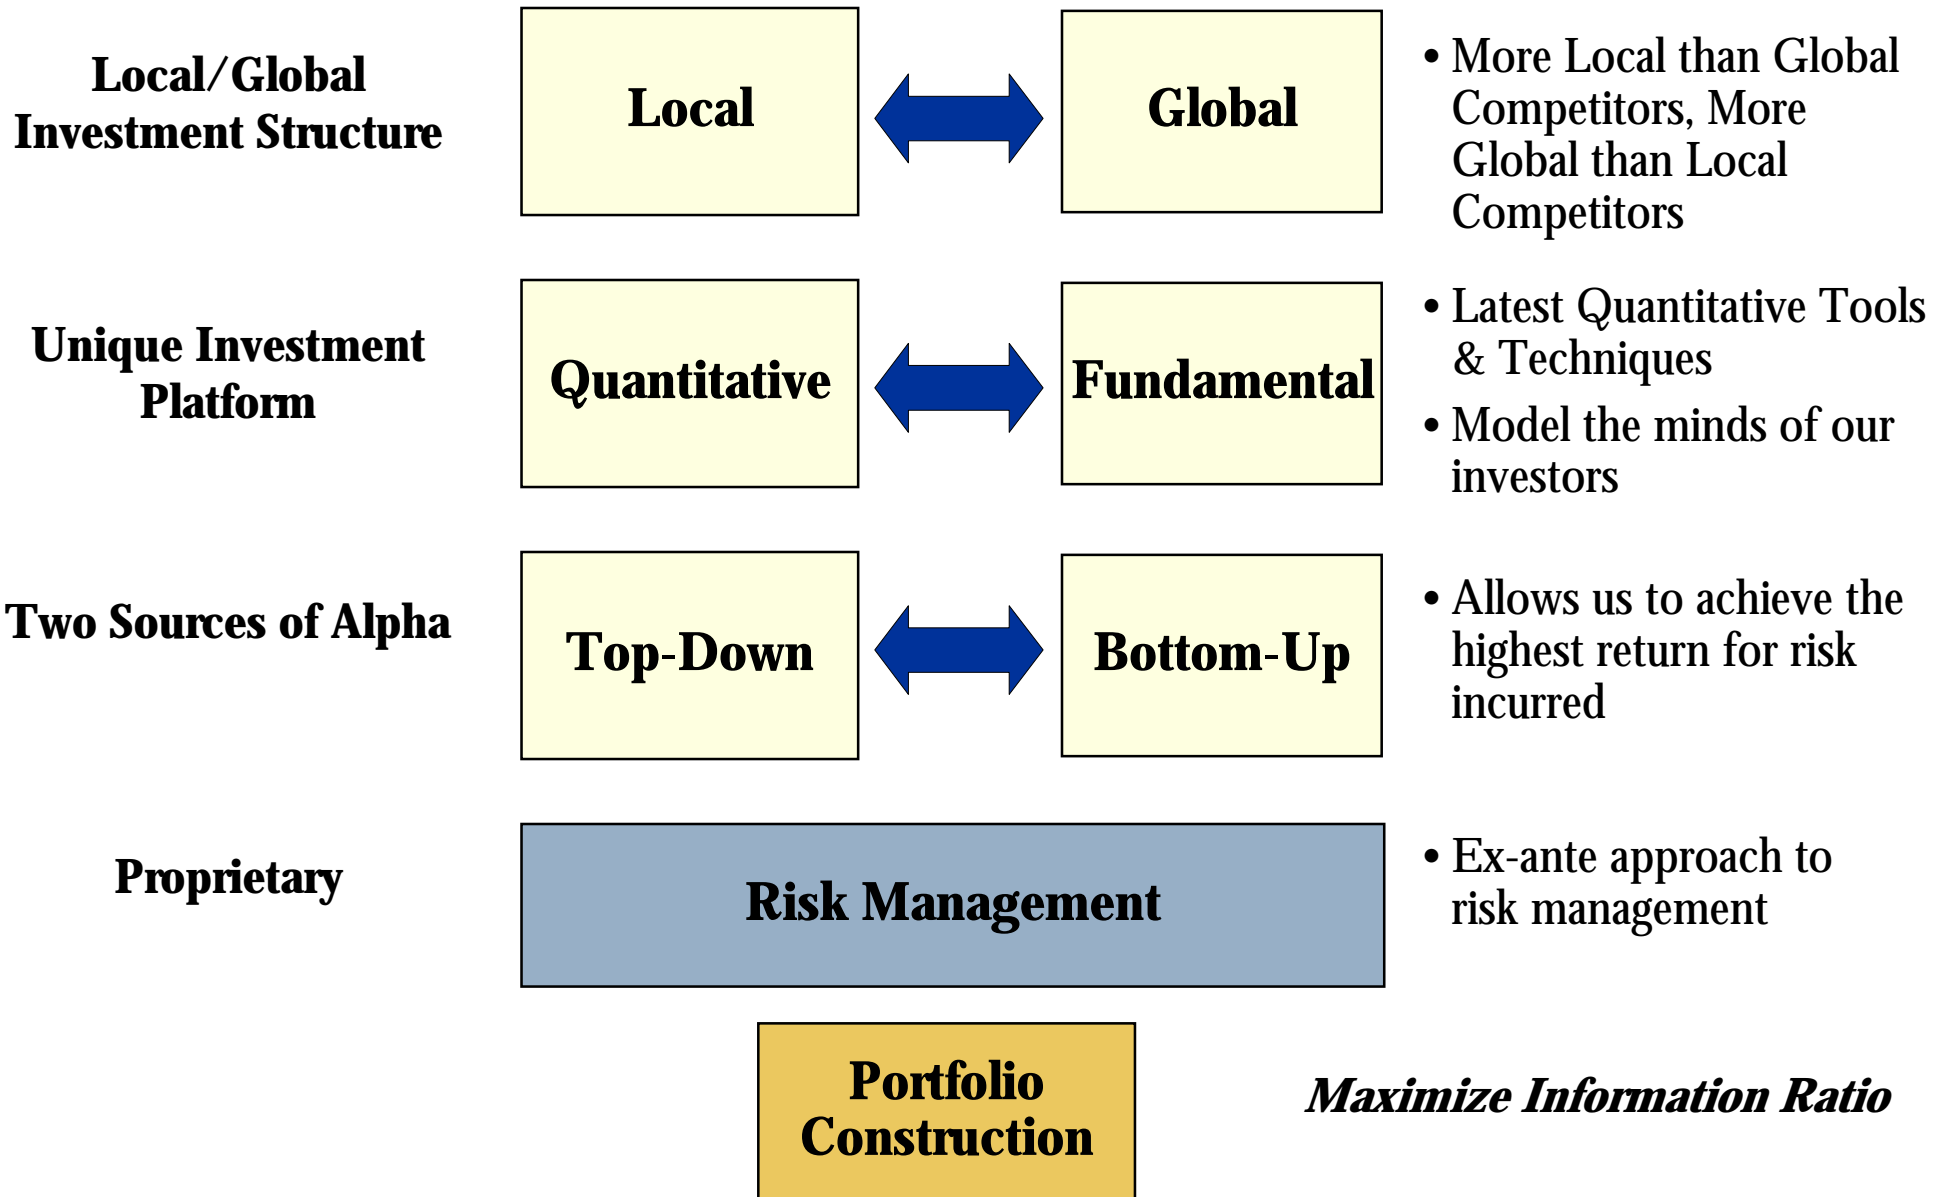 Local/Global
Investment Structure
Local
Global
• More Local than Global
Competitors, More
Global than Local
Competitors
Unique Investment
Platform
Quantitative
Fundamental
• Latest Quantitative Tools
& Techniques
• Model the minds of our
investors
Two Sources of Alpha
Top-Down
Bottom-Up
• Allows us to achieve the
highest return for risk
incurred
Proprietary
Risk Management
• Ex-ante approach to
risk management
Portfolio
Construction
Maximize Information Ratio